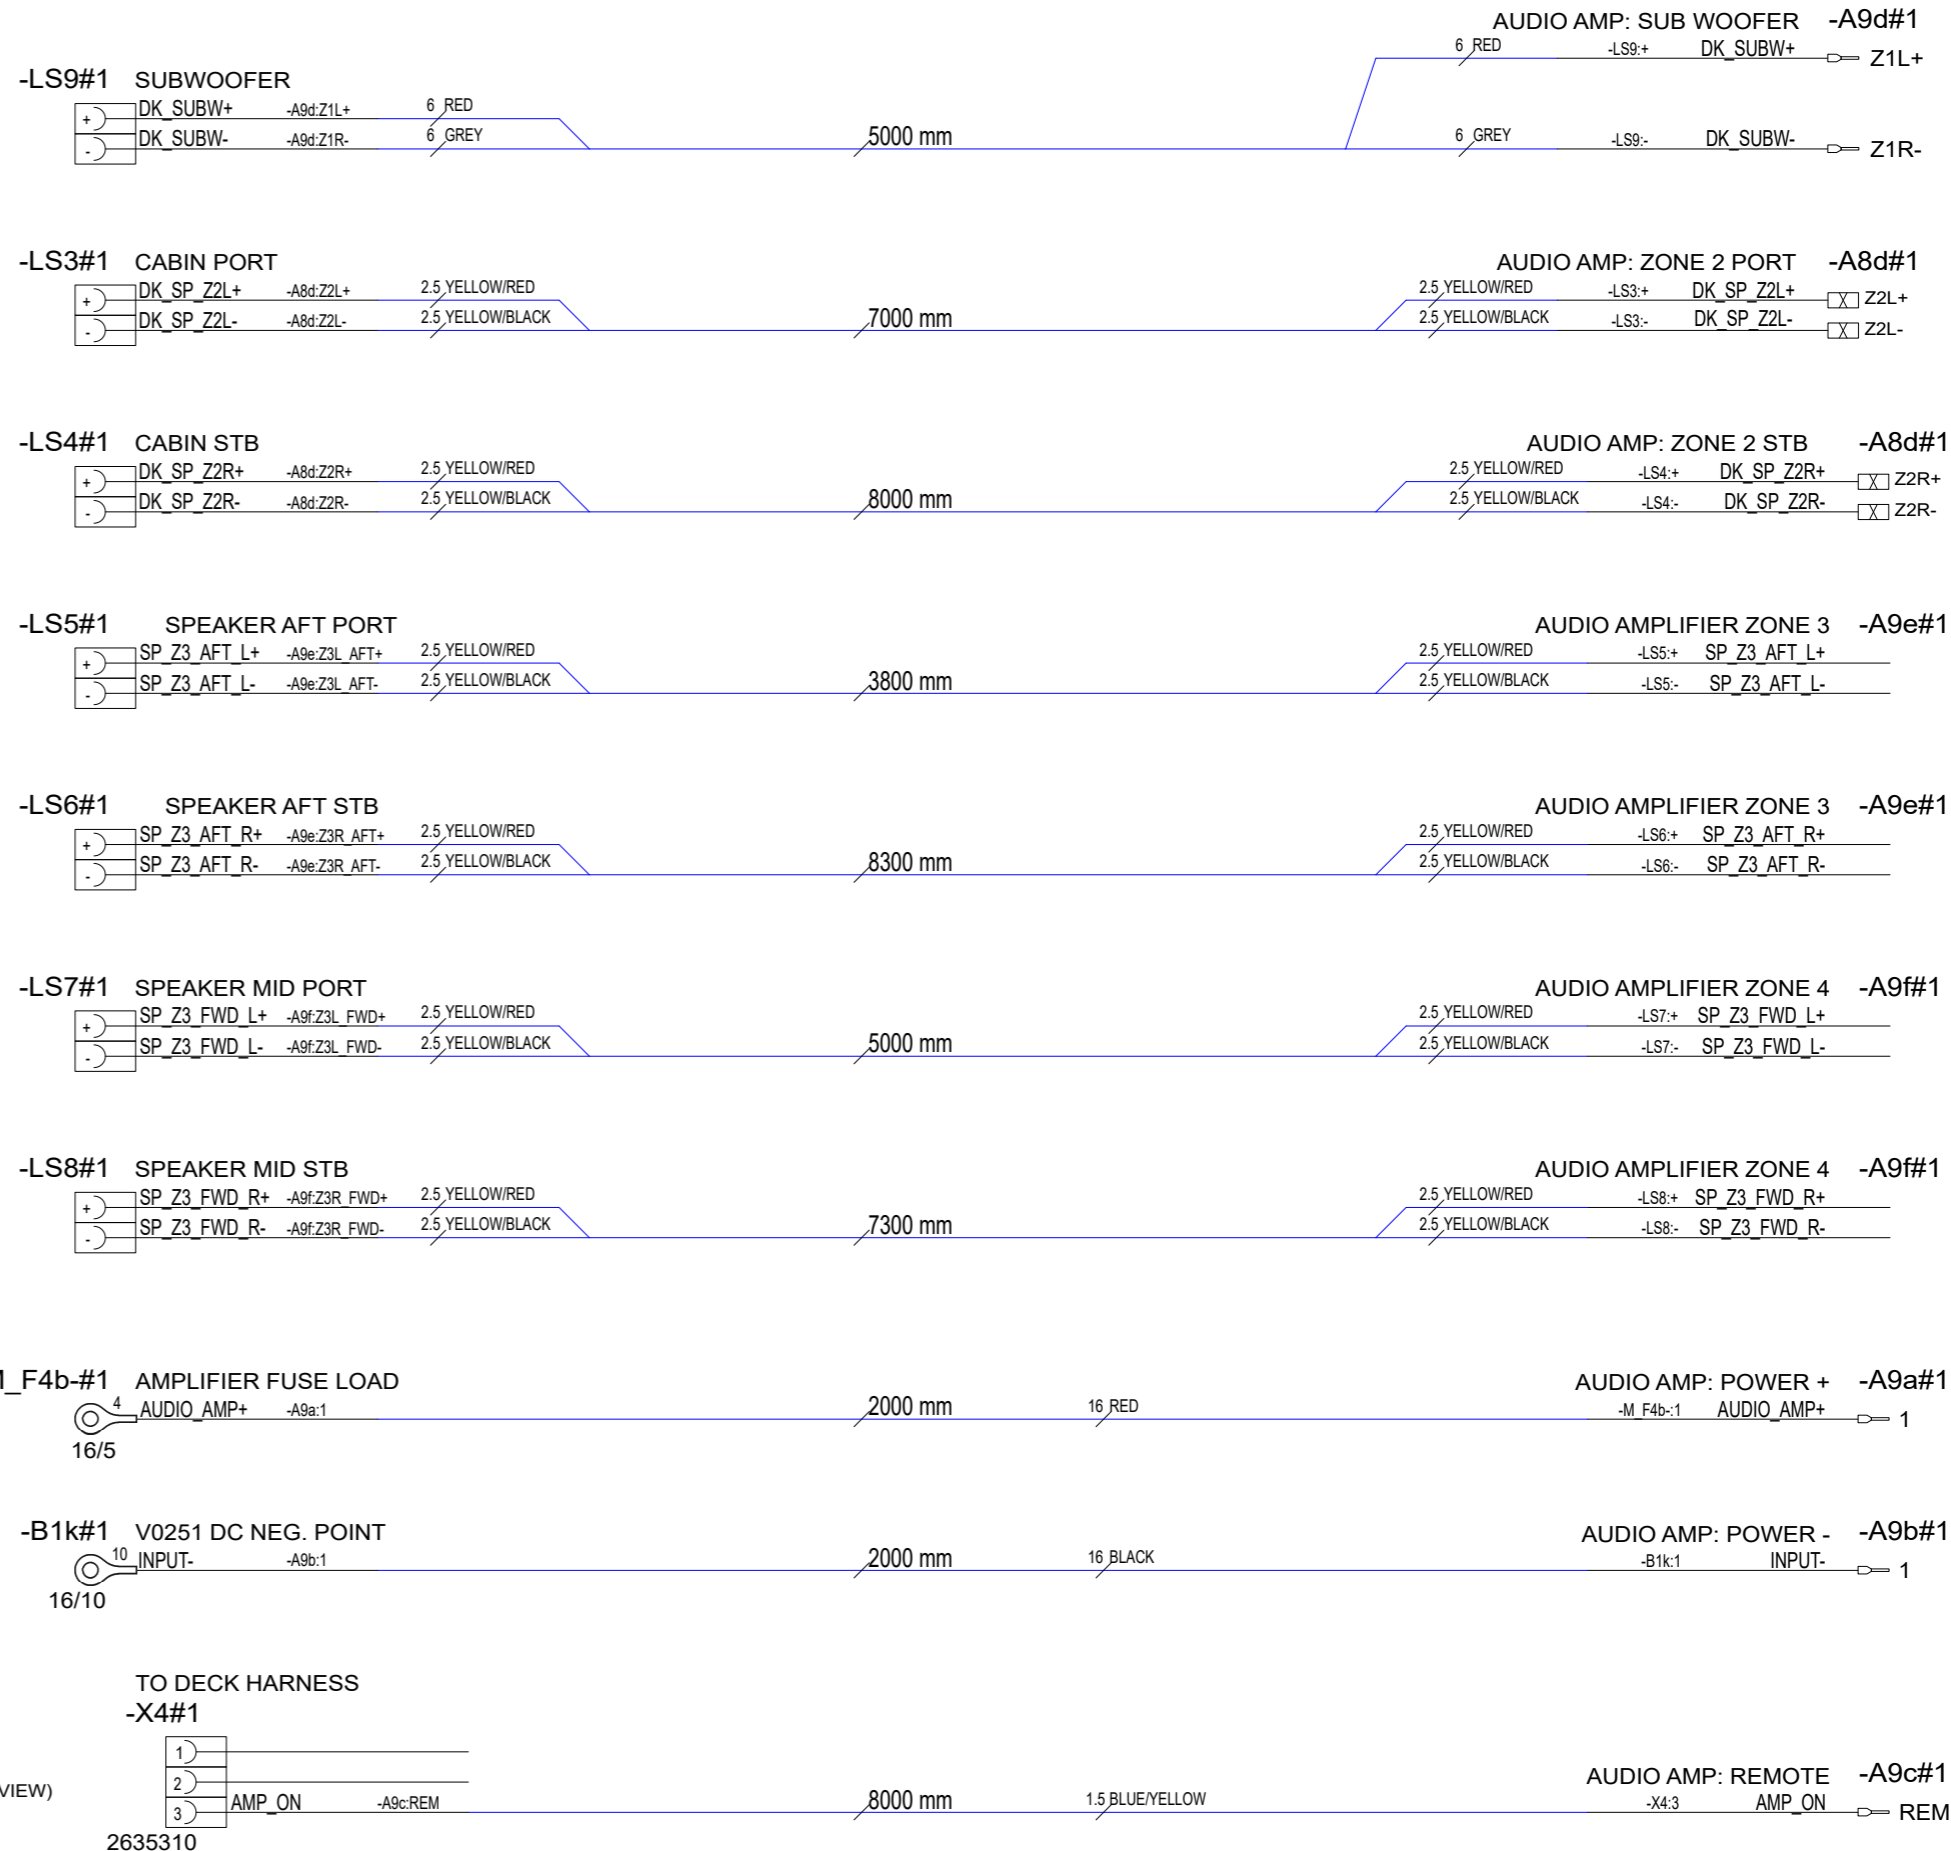 AUDIO AMP: SUB WOOFER -A9d#1
6 RED -LS9:+ DK_SUBW+ Z1L+
-LS9#1 SUBWOOFER
+ DK_SUBW+ -A9d:Z1L+ 6 RED
- DK_SUBW- -A9d:Z1R- 6 GREY 5000 mm 6 GREY -LS9:- DK_SUBW- Z1R-
-LS3#1 CABIN PORT AUDIO AMP: ZONE 2 PORT -A8d#1
+ DK_SP_Z2L+ -A8d:Z2L+ 2.5 YELLOW/RED 2.5 YELLOW/RED -LS3:+ DK_SP_Z2L+ Z2L+
- DK_SP_Z2L- -A8d:Z2L- 2.5 YELLOW/BLACK 7000 mm 2.5 YELLOW/BLACK -LS3:- DK_SP_Z2L- Z2L-
-LS4#1 CABIN STB AUDIO AMP: ZONE 2 STB -A8d#1
+ DK_SP_Z2R+ -A8d:Z2R+ 2.5 YELLOW/RED 2.5 YELLOW/RED -LS4:+ DK_SP_Z2R+ Z2R+
- DK_SP_Z2R- -A8d:Z2R- 2.5 YELLOW/BLACK 8000 mm 2.5 YELLOW/BLACK -LS4:- DK_SP_Z2R- Z2R-
-LS5#1 SPEAKER AFT PORT AUDIO AMPLIFIER ZONE 3 -A9e#1
+ SP_Z3_AFT_L+ -A9e:Z3L_AFT+ 2.5 YELLOW/RED 2.5 YELLOW/RED -LS5:+ SP_Z3_AFT_L+
- SP_Z3_AFT_L- -A9e:Z3L_AFT- 2.5 YELLOW/BLACK 3800 mm 2.5 YELLOW/BLACK -LS5:- SP_Z3_AFT_L-
-LS6#1 SPEAKER AFT STB AUDIO AMPLIFIER ZONE 3 -A9e#1
+ SP_Z3_AFT_R+ -A9e:Z3R_AFT+ 2.5 YELLOW/RED 2.5 YELLOW/RED -LS6:+ SP_Z3_AFT_R+
- SP_Z3_AFT_R- -A9e:Z3R_AFT- 2.5 YELLOW/BLACK 8300 mm 2.5 YELLOW/BLACK -LS6:- SP_Z3_AFT_R-
-LS7#1 SPEAKER MID PORT AUDIO AMPLIFIER ZONE 4 -A9f#1
+ SP_Z3_FWD_L+ -A9f:Z3L_FWD+ 2.5 YELLOW/RED 2.5 YELLOW/RED -LS7:+ SP_Z3_FWD_L+
- SP_Z3_FWD_L- -A9f:Z3L_FWD- 2.5 YELLOW/BLACK 5000 mm 2.5 YELLOW/BLACK -LS7:- SP_Z3_FWD_L-
-LS8#1 SPEAKER MID STB AUDIO AMPLIFIER ZONE 4 -A9f#1
+ SP_Z3_FWD_R+ -A9f:Z3R_FWD+ 2.5 YELLOW/RED 2.5 YELLOW/RED -LS8:+ SP_Z3_FWD_R+
- SP_Z3_FWD_R- -A9f:Z3R_FWD- 2.5 YELLOW/BLACK 7300 mm 2.5 YELLOW/BLACK -LS8:- SP_Z3_FWD_R-
_F4b-#1 AMPLIFIER FUSE LOAD AUDIO AMP: POWER + -A9a#1
4 AUDIO_AMP+ -A9a:1 2000 mm 16 RED -M_F4b-:1 AUDIO_AMP+ 1
16/5
-B1k#1 V0251 DC NEG. POINT AUDIO AMP: POWER - -A9b#1
10 INPUT- -A9b:1 2000 mm 16 BLACK -B1k:1 INPUT- 1
16/10
TO DECK HARNESS
-X4#1
1
2
VIEW) AUDIO AMP: REMOTE -A9c#1
3 AMP_ON -A9c:REM 8000 mm 1.5 BLUE/YELLOW -X4:3 AMP_ON REM
2635310